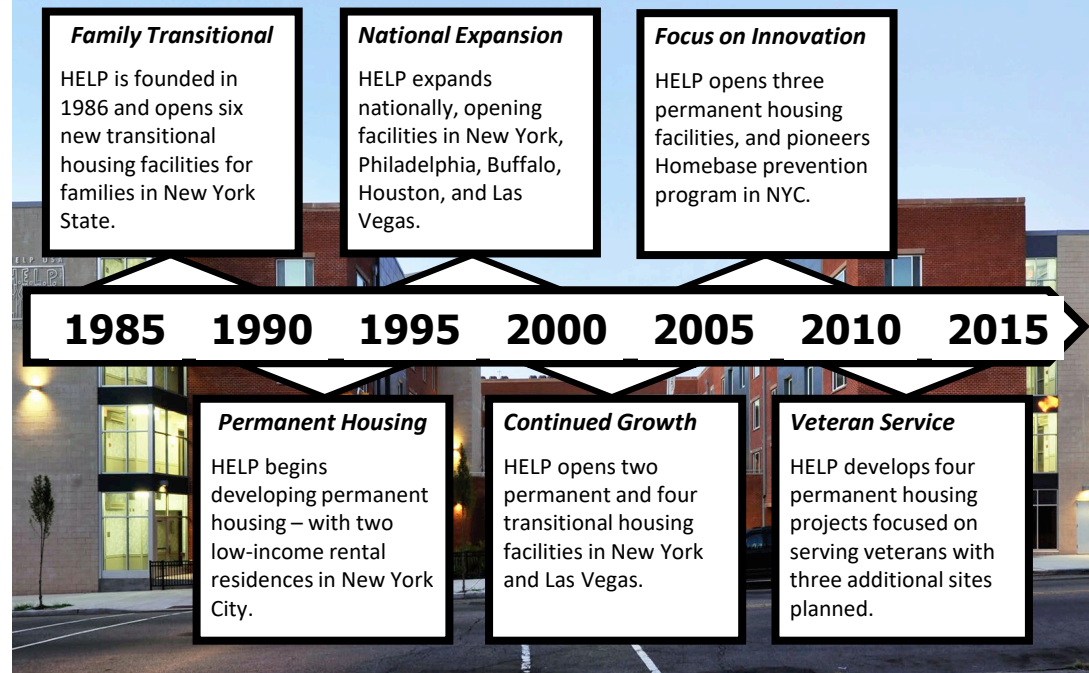 Family Transitional
HELP is founded in
1986 and opens six
new transitional
housing facilities for
families in New York
State.
National Expansion
HELP expands
nationally, opening
facilities in New York,
Philadelphia, Buffalo,
Houston, and Las
Vegas.
Focus on Innovation
HELP opens three
permanent housing
facilities, and pioneers
Homebase prevention
program in NYC.
HELP USA
HELP
1985 1990 1995 2000 2005 2010 2015
Permanent Housing
HELP begins
developing permanent
housing – with two
low-income rental
residences in New York
City.
Continued Growth
HELP opens two
permanent and four
transitional housing
facilities in New York
and Las Vegas.
Veteran Service
HELP develops four
permanent housing
projects focused on
serving veterans with
three additional sites
planned.